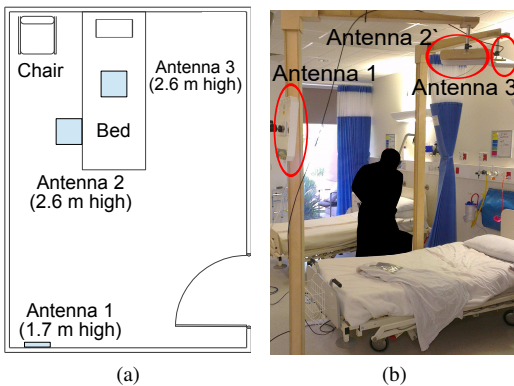 Chair
Antenna 3
(2.6 m high)
Bed
Antenna 2
(2.6 m high)
Antenna 1
(1.7 m high)
(a)
Antenna 2`
Antenna 1
Antenna 3
(b)